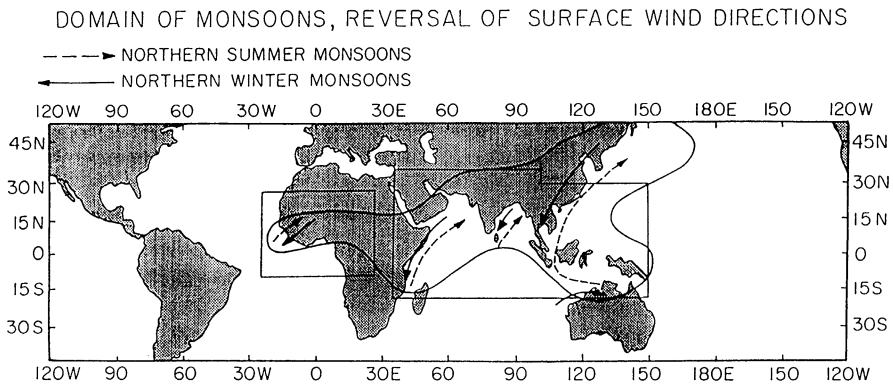 DOMAIN OF MONSOONS, REVERSAL OF SURFACE WIND DIRECTIONS
NORTHERN SUMMER MONSOONS
NORTHERN WINTER MONSOONS
120W 90 60 30W 0 30E 60 90 120 150 180E 150 120W
45N 45N
30N 30N
15N 15N
0 0
15S 15S
30S 30S
120W 90 60 30W 0 30E 60 90 120 150 180E 150 120W